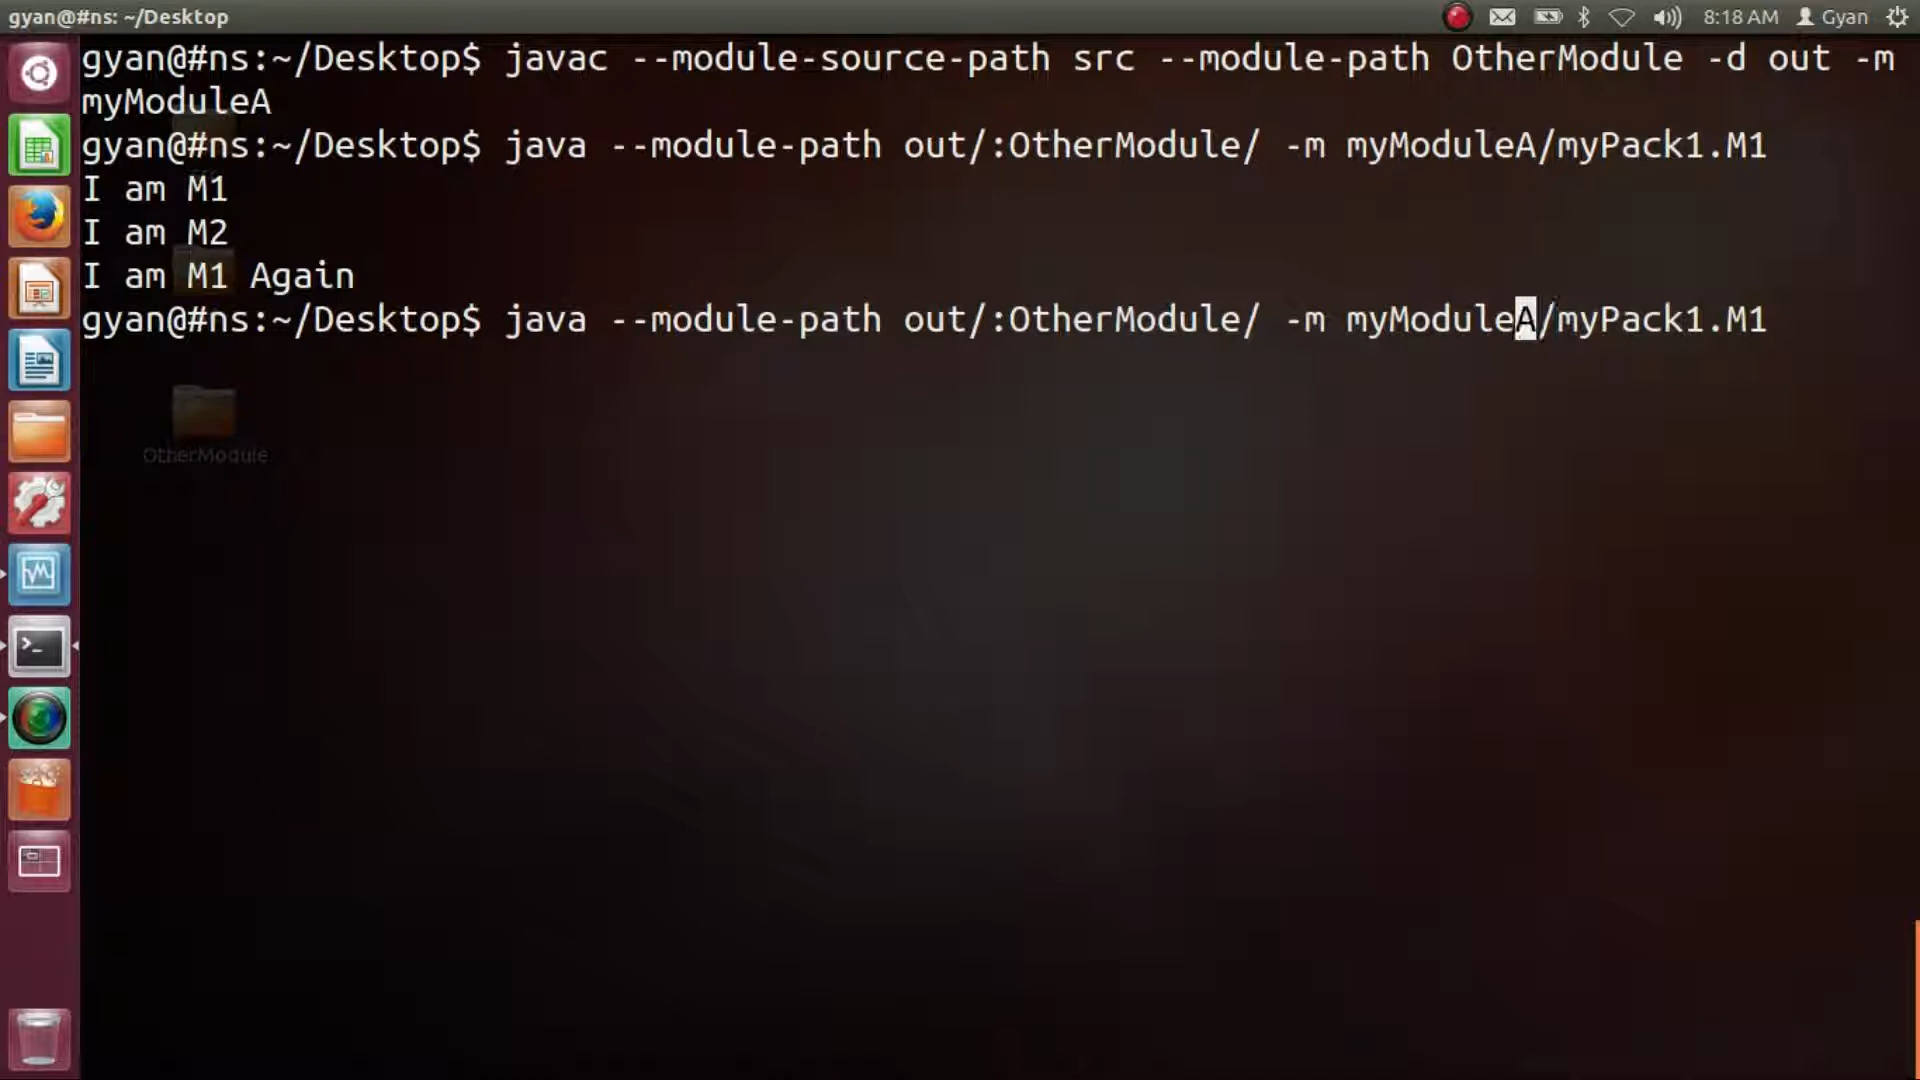 gyan@#ns: ~/Desktop
8:18 AM Gyan
gyan@#ns:~/Desktop$ javac --module-source-path src --module-path OtherModule -d out -m
myModuleA
gyan@#ns:~/Desktop$ java --module-path out/:OtherModule/ -m myModuleA/myPack1.M1
I am M1
I am M2
I am M1 Again
gyan@#ns:~/Desktop$ java --module-path out/:OtherModule/ -m myModuleA/myPack1.M1
OtherModule